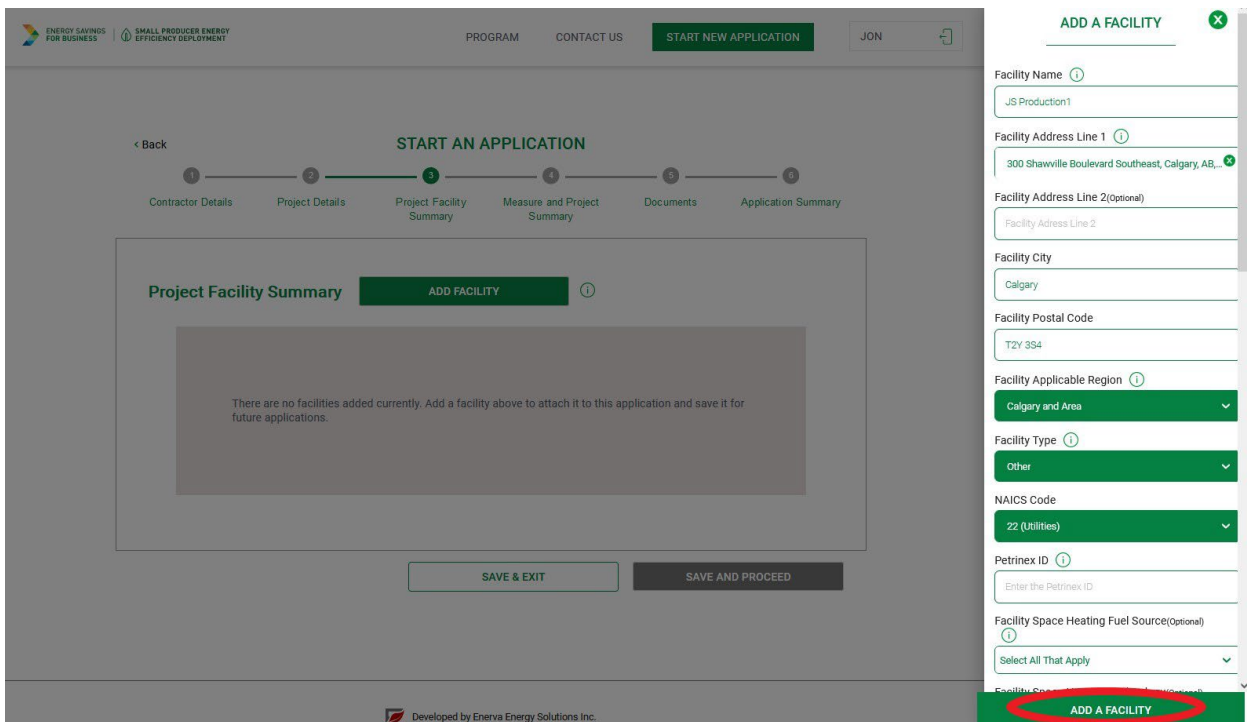 ENERGY SAVINGS
FOR BUSINESS
SMALL PRODUCER ENERGY
EFFICIENCY DEPLOYMENT
PROGRAM
CONTACT US
START NEW APPLICATION
JON
< Back
START AN APPLICATION
1
2
3
4
5
6
Contractor Details
Project Details
Project Facility
Summary
Measure and Project
Summary
Documents
Application Summary
Project Facility Summary
ADD FACILITY
There are no facilities added currently. Add a facility above to attach it to this application and save it for
future applications.
SAVE & EXIT
SAVE AND PROCEED
Developed by Enerva Energy Solutions Inc.
ADD A FACILITY
Facility Name
JS Production1
Facility Address Line 1
300 Shawville Boulevard Southeast, Calgary, AB,...
Facility Address Line 2(Optional)
Facility Adress Line 2
Facility City
Calgary
Facility Postal Code
T2Y 3S4
Facility Applicable Region
Calgary and Area
Facility Type
Other
NAICS Code
22 (Utilities)
Petrinex ID
Enter the Petrinex ID
Facility Space Heating Fuel Source(Optional)
Select All That Apply
ADD A FACILITY